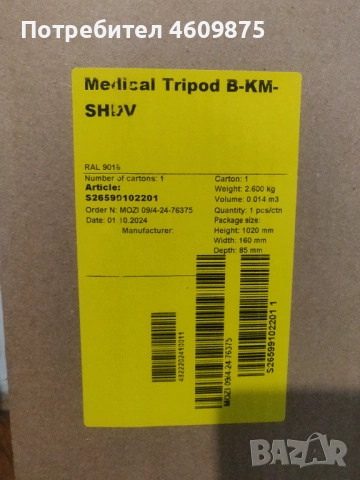 Потребител 4609875
Medical Tripod B-KM-
SHDV
RAL 9016
Number of cartons: 1
Article:
S26599102201
Order N: MOZI 09/4-24-76375
Date: 01.10.2024
Manufacturer:
Carton: 1
Weight: 2.600 kg
Volume: 0.014 m3
Quantity: 1 pcs/ctn
Package size:
Height: 1020 mm
Width: 160 mm
Depth: 85 mm
4822202410011
MOZI 09/4-24-76375
S26599102201 1
BAZAR